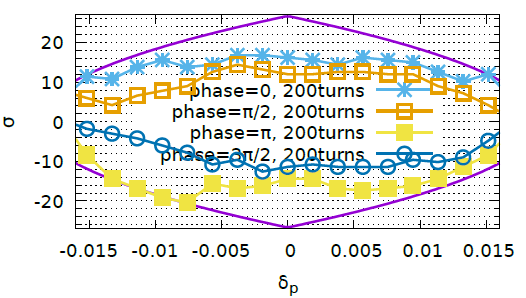 20
10
0
-10
-20
σ
phase=0, 200turns
phase=π/2, 200turns
phase=π, 200turns
phase=3π/2, 200turns
-0.015 -0.01 -0.005 0 0.005 0.01 0.015
δp